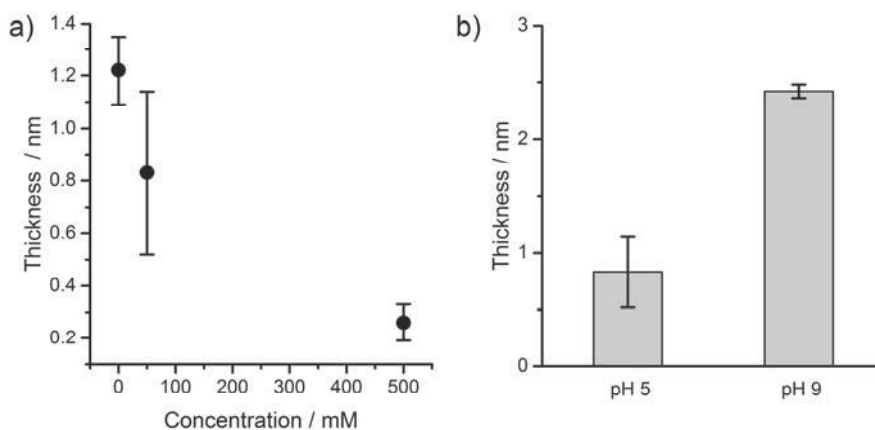 a)
Thickness / nm
1.4
1.2
1.0
0.8
0.6
0.4
0.2
0 100 200 300 400 500
Concentration / mM
b)
Thickness / nm
3
2
1
0
pH 5 pH 9